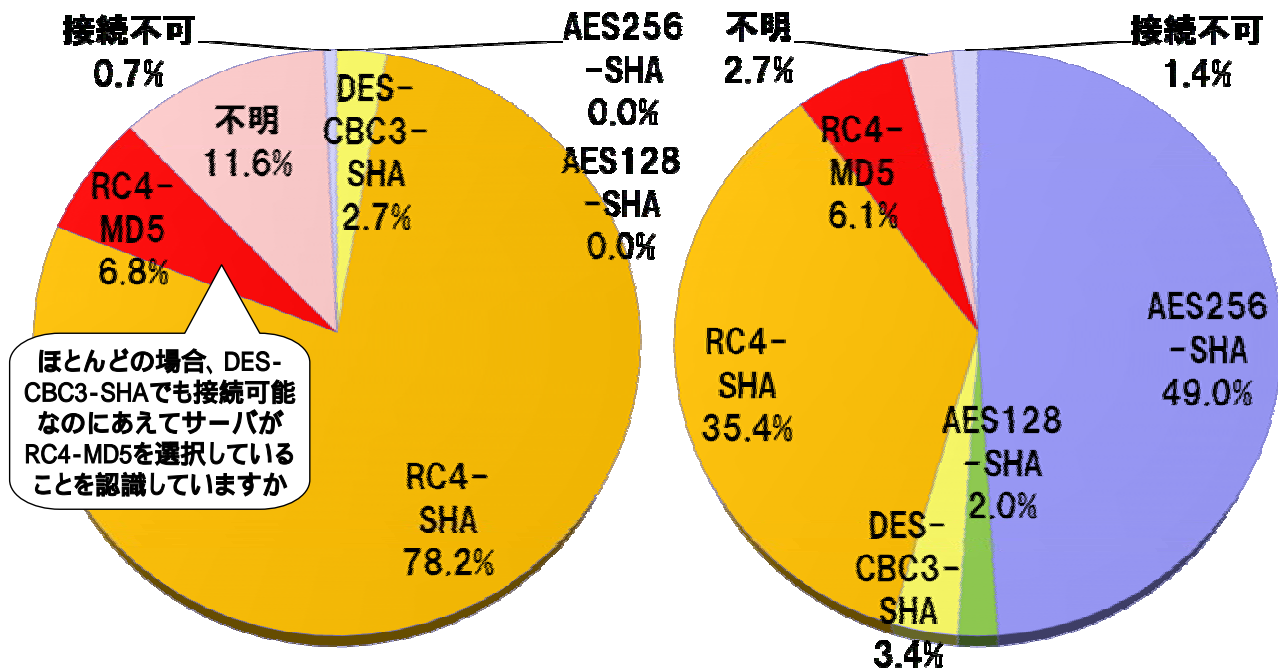 接続不可
0.7%
AES256
-SHA
0.0%
DES-
CBC3-
SHA
2.7%
AES128
-SHA
0.0%
不明
11.6%
RC4-
MD5
6.8%
ほとんどの場合、DES-
CBC3-SHAでも接続可能
なのにあえてサーバが
RC4-MD5を選択している
ことを認識していますか
RC4-
SHA
78.2%
不明
2.7%
接続不可
1.4%
RC4-
MD5
6.1%
AES256
-SHA
49.0%
RC4-
SHA
35.4%
AES128
-SHA
2.0%
DES-
CBC3-
SHA
3.4%